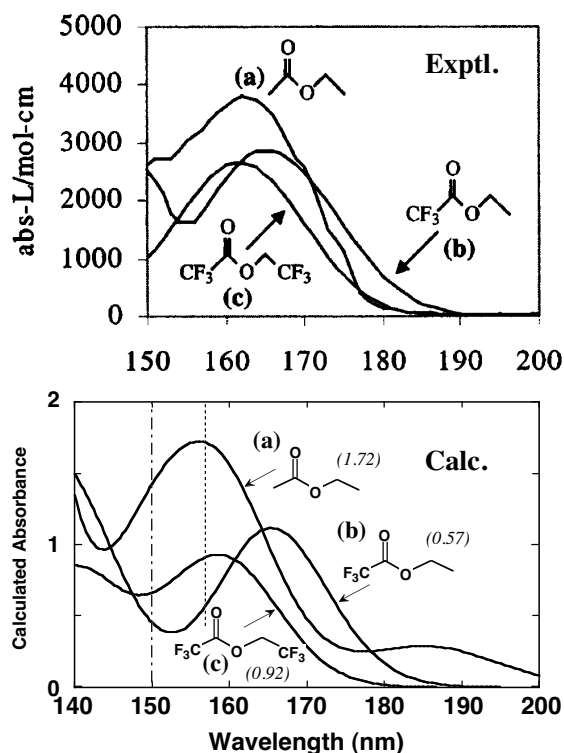 5000
4000
3000
2000
1000
0
abs-L/mol-cm
Exptl.
(a)
O
O
O
CF3
O
(b)
O
CF3
O
CF3
(c)
150
160
170
180
190
200
2
1
0
Calculated Absorbance
Calc.
(a)
O
O
(1.72)
(b)
O
F3C
O
(0.57)
O
F3C
O
CF3
(c)
(0.92)
140
150
160
170
180
190
200
Wavelength (nm)